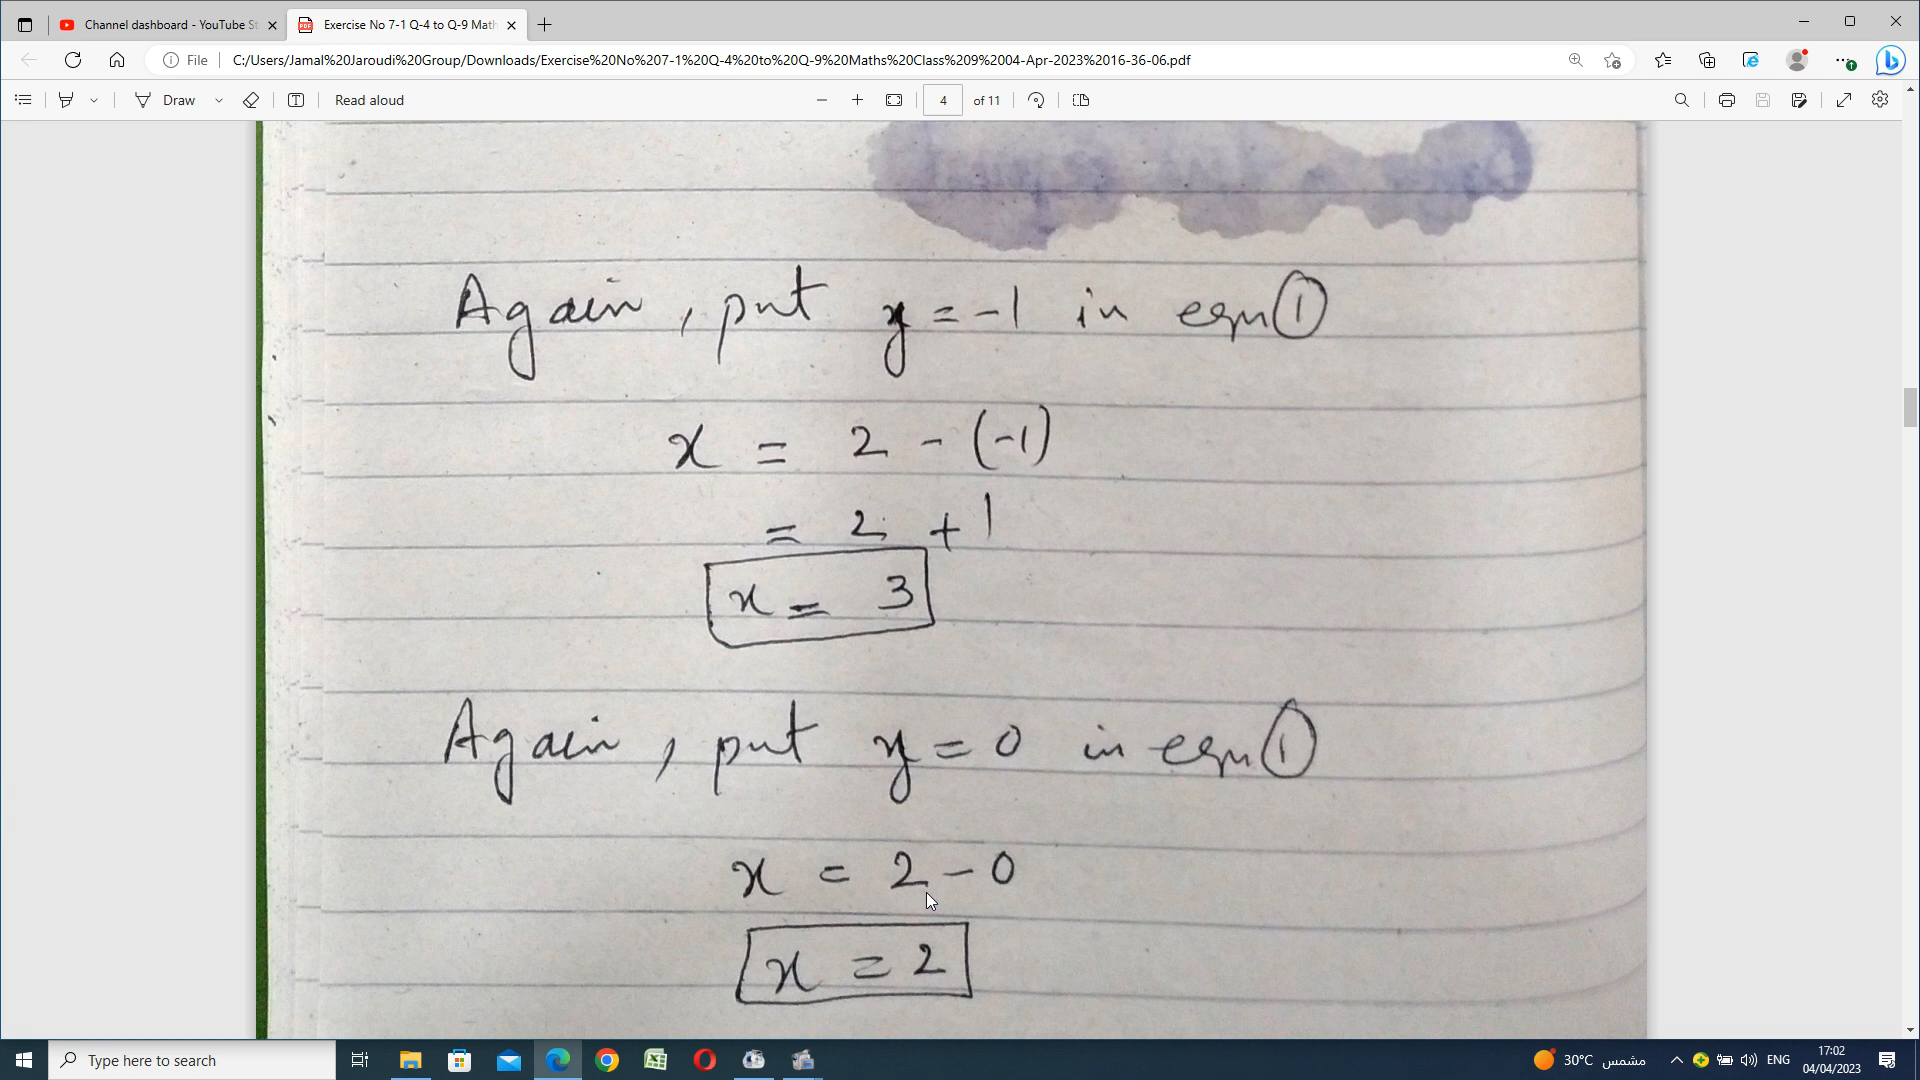 Channel dashboard - YouTube St
Exercise No 7-1 Q-4 to Q-9 Math
File
C:/Users/Jamal%20Jaroudi%20Group/Downloads/Exercise%20No%207-1%20Q-4%20to%20Q-9%20Maths%20Class%209%2004-Apr-2023%2016-36-06.pdf
Draw
Read aloud
4 of 11
Again, put y = -1 in eqn ①
x = 2 - (-1)
= 2 + 1
x = 3
Again, put y = 0 in eqn ①
x = 2 - 0
x = 2
Type here to search
30°C مشمس
ENG
17:02
04/04/2023